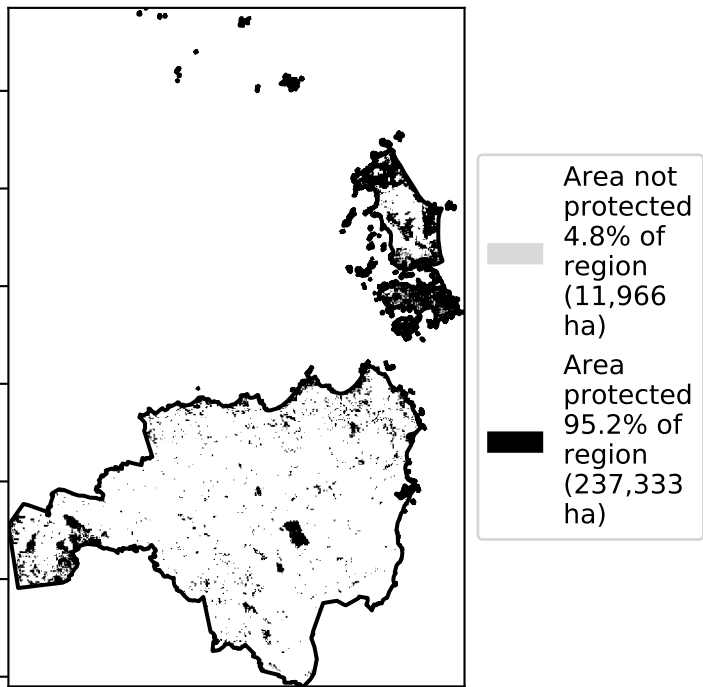 Area not
protected
4.8% of
region
(11,966
ha)
Area
protected
95.2% of
region
(237,333
ha)